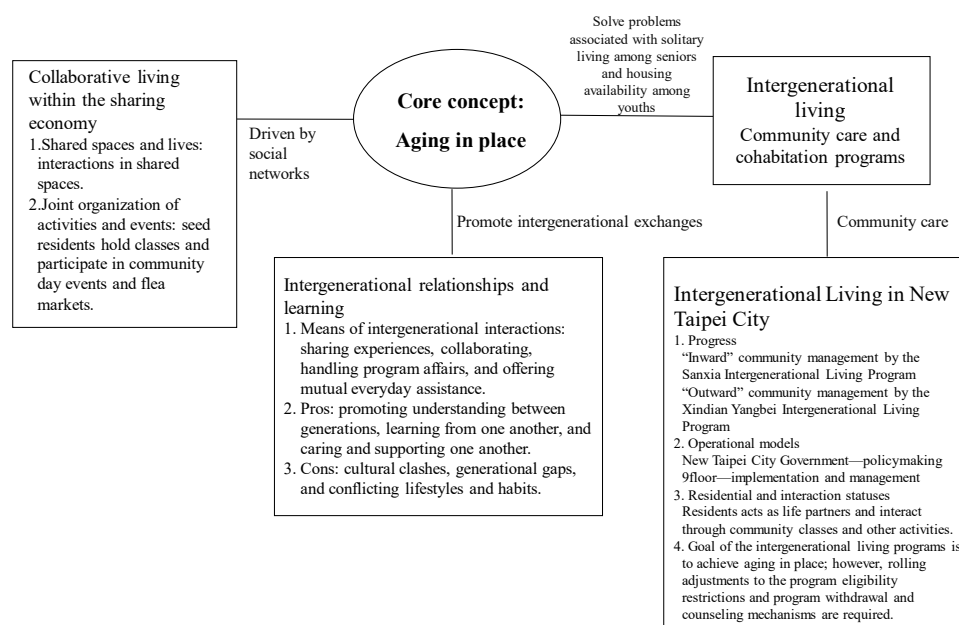 Collaborative living
within the sharing
economy
1.Shared spaces and lives:
interactions in shared
spaces.
2.Joint organization of
activities and events: seed
residents hold classes and
participate in community
day events and flea
markets.
Driven by
social
networks
Core concept:
Aging in place
Solve problems
associated with solitary
living among seniors
and housing
availability among
youths
Intergenerational
living
Community care and
cohabitation programs
Promote intergenerational exchanges
Community care
Intergenerational relationships and
learning
1. Means of intergenerational interactions:
sharing experiences, collaborating,
handling program affairs, and offering
mutual everyday assistance.
2. Pros: promoting understanding between
generations, learning from one another, and
caring and supporting one another.
3. Cons: cultural clashes, generational gaps,
and conflicting lifestyles and habits.
Intergenerational Living in New
Taipei City
1. Progress
“Inward” community management by the
Sanxia Intergenerational Living Program
“Outward” community management by the
Xindian Yangbei Intergenerational Living
Program
2. Operational models
New Taipei City Government—policymaking
9floor—implementation and management
3. Residential and interaction statuses
Residents acts as life partners and interact
through community classes and other activities.
4. Goal of the intergenerational living programs is
to achieve aging in place; however, rolling
adjustments to the program eligibility
restrictions and program withdrawal and
counseling mechanisms are required.